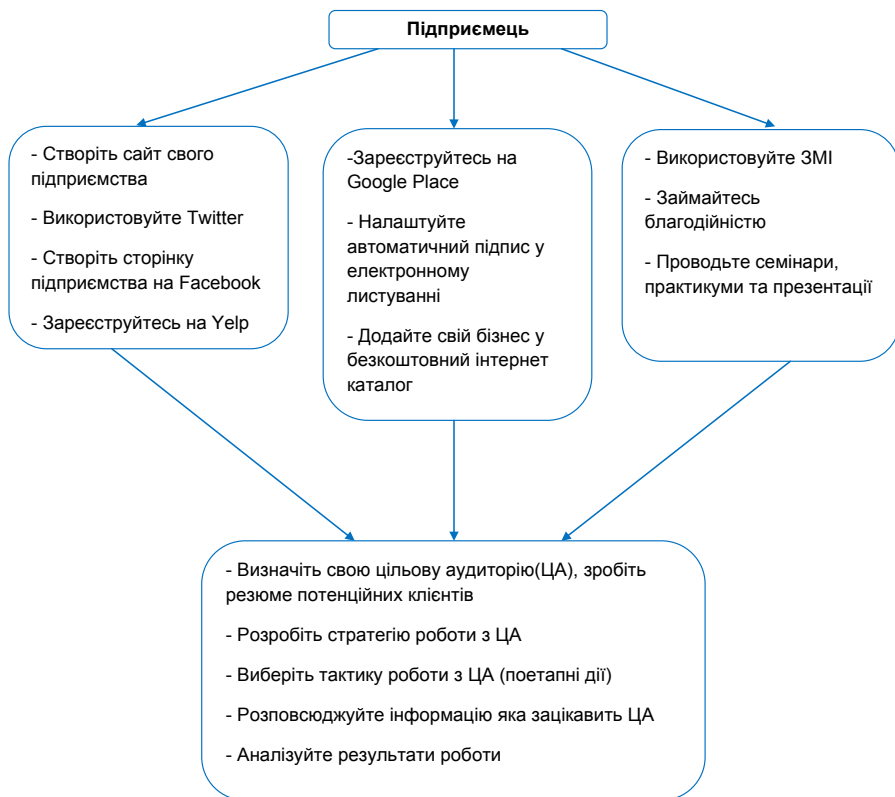 Підприємець
- Створіть сайт свого
підприємства
- Використовуйте Twitter
- Створіть сторінку
підприємства на Facebook
- Зареєструйтесь на Yelp
-Зареєструйтесь на
Google Place
- Налаштуйте
автоматичний підпис у
електронному
листуванні
- Додайте свій бізнес у
безкоштовний інтернет
каталог
- Використовуйте ЗМІ
- Займайтесь
благодійністю
- Проводьте семінари,
практикуми та презентації
- Визначіть свою цільову аудиторію(ЦА), зробіть
резюме потенційних клієнтів
- Розробіть стратегію роботи з ЦА
- Виберіть тактику роботи з ЦА (поетапні дії)
- Розповсюджуйте інформацію яка зацікавить ЦА
- Аналізуйте результати роботи